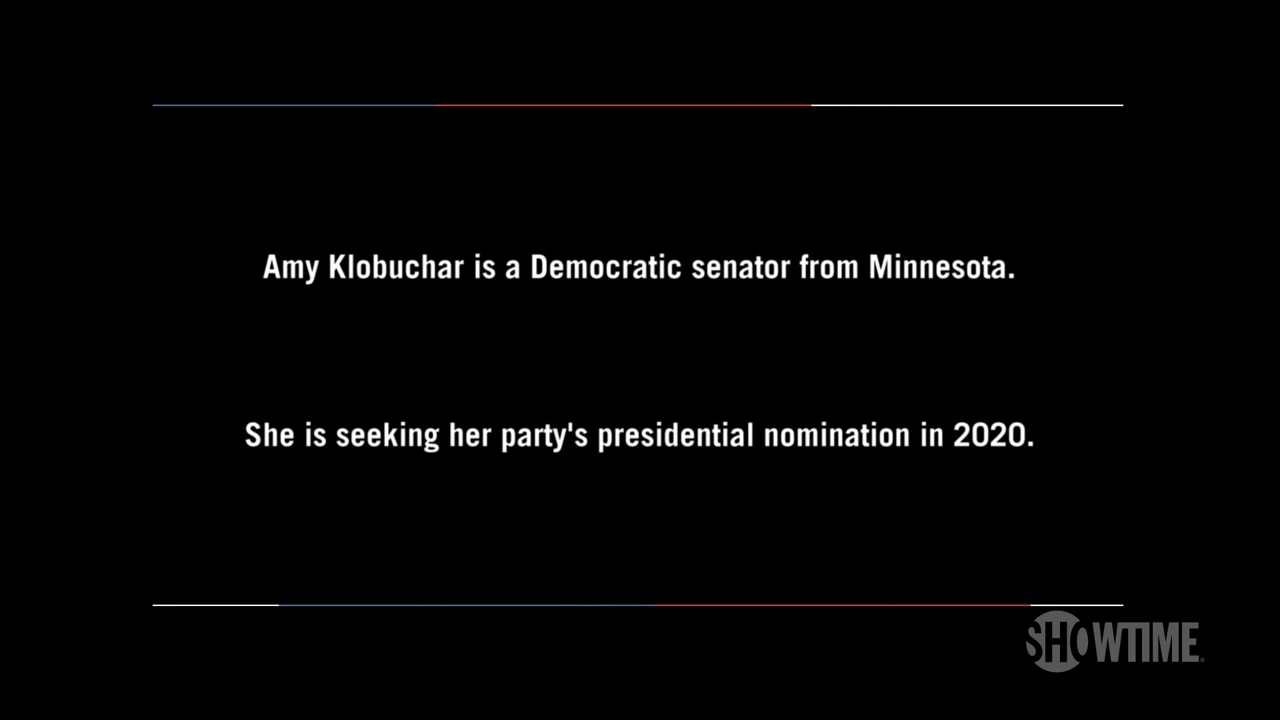 Amy Klobuchar is a Democratic senator from Minnesota.
She is seeking her party's presidential nomination in 2020.
SHOWTIME